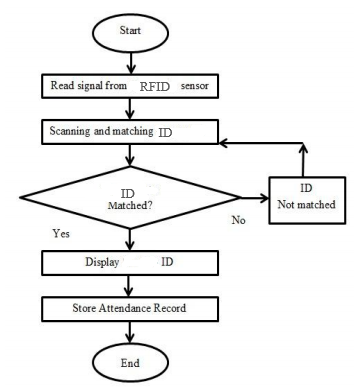 Start
Read signal from RFID sensor
Scanning and matching ID
ID
Matched?
ID
Not matched
No
Yes
Display ID
Store Attendance Record
End